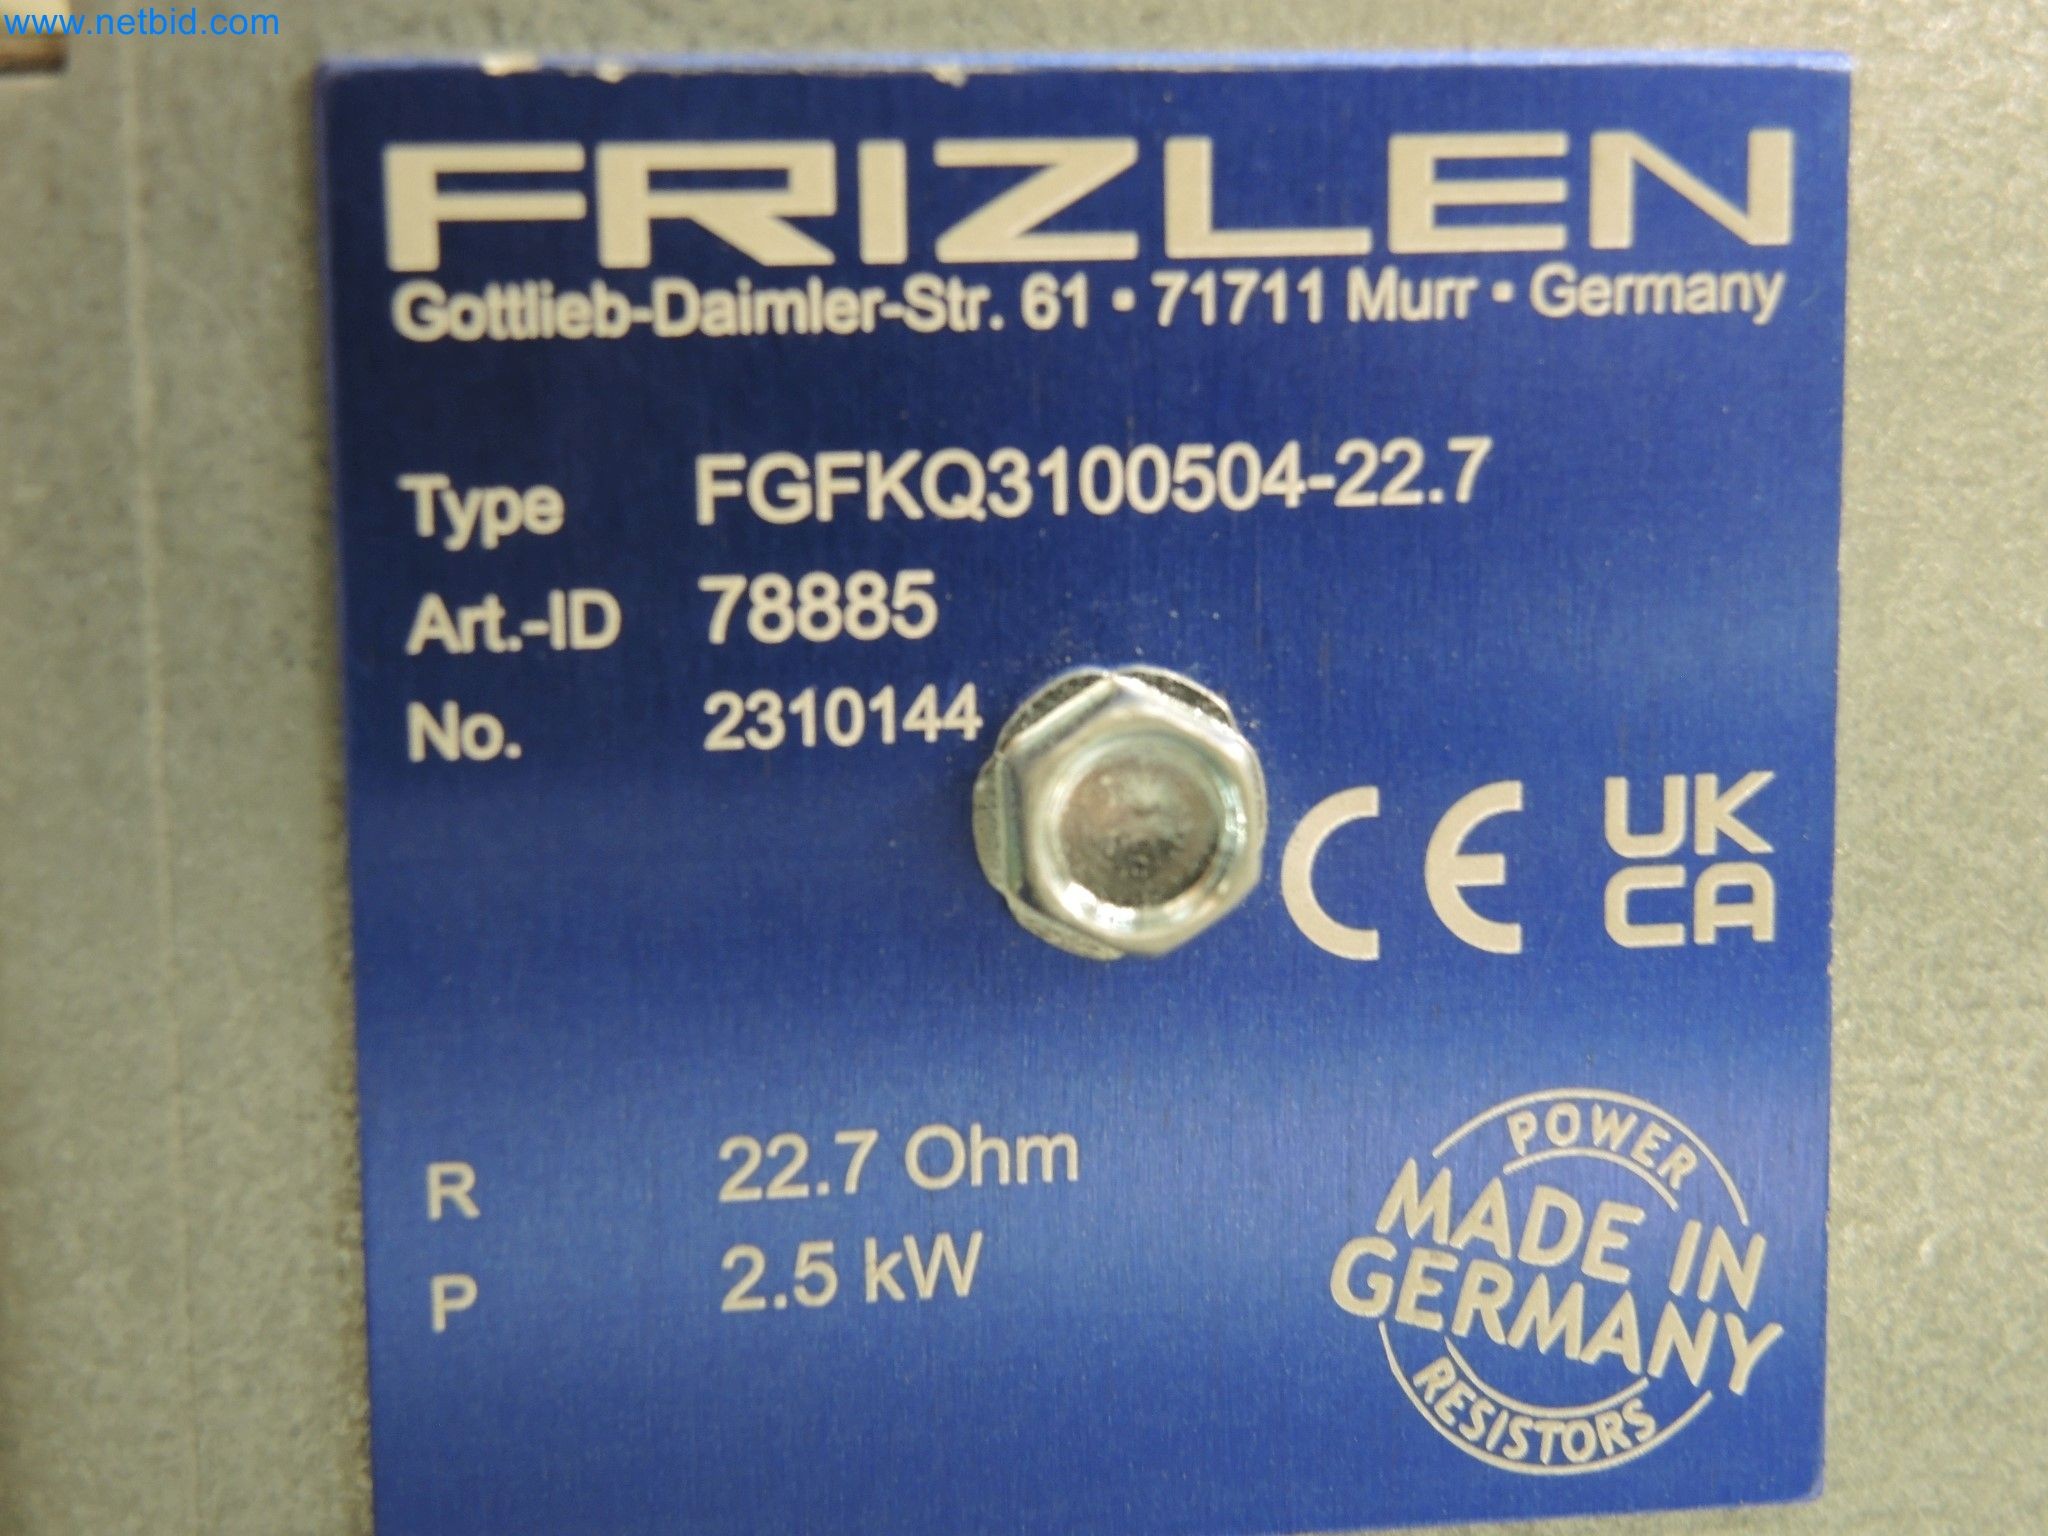 www.netbid.com
FRIZLEN
Gottlieb-Daimler-Str. 61 • 71711 Murr • Germany
Type FGFKQ3100504-22.7
Art.-ID 78885
No. 2310144
CE UK
CA
R 22.7 Ohm
P 2.5 kW
POWER
MADE IN
GERMANY
RESISTORS